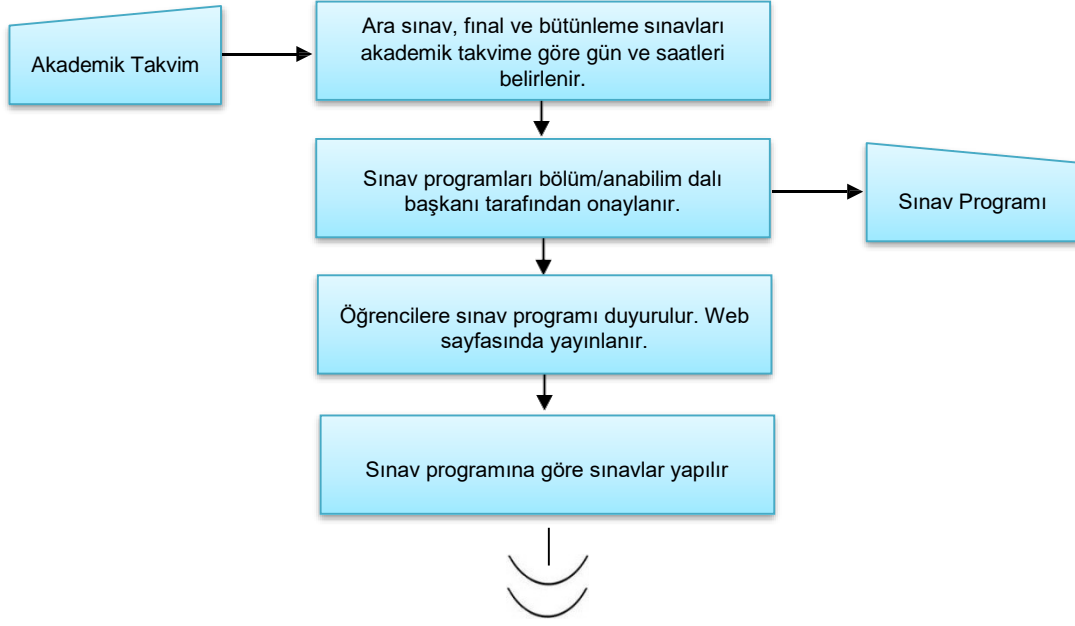 Akademik Takvim
Ara sınav, fınal ve bütünleme sınavları
akademik takvime göre gün ve saatleri
belirlenir.
Sınav programları bölüm/anabilim dalı
başkanı tarafından onaylanır.
Sınav Programı
Öğrencilere sınav programı duyurulur. Web
sayfasında yayınlanır.
Sınav programına göre sınavlar yapılır